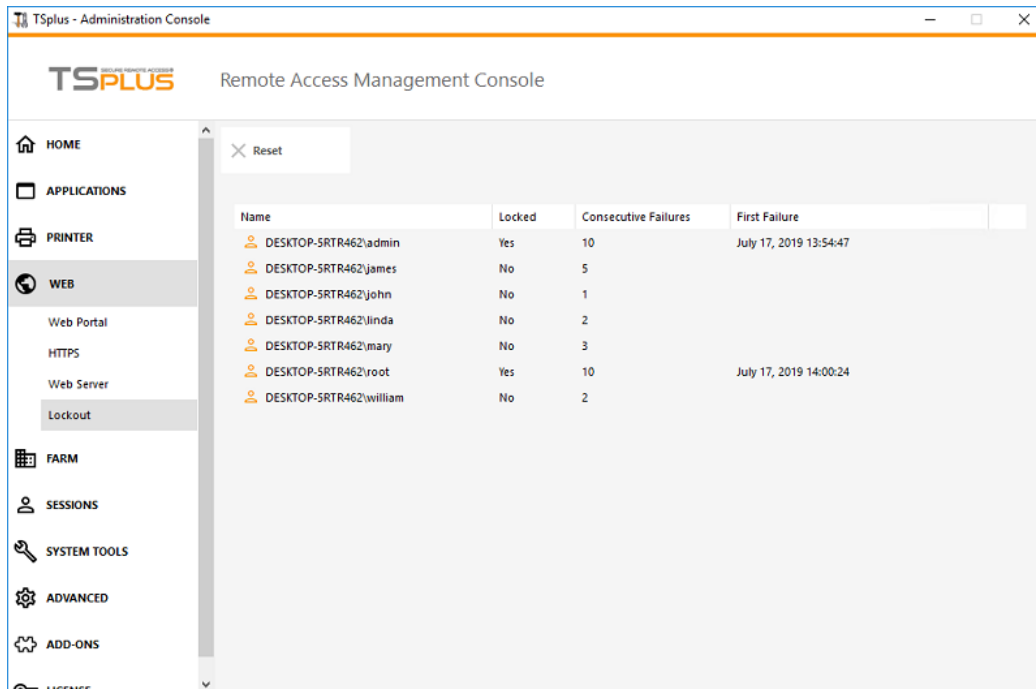 TSplus - Administration Console
TSPLUS SECURE REMOTE ACCESS®
Remote Access Management Console
HOME
APPLICATIONS
PRINTER
WEB
Web Portal
HTTPS
Web Server
Lockout
FARM
SESSIONS
SYSTEM TOOLS
ADVANCED
ADD-ONS
LICENSE
Reset
Name Locked Consecutive Failures First Failure
DESKTOP-5RTR462\admin Yes 10 July 17, 2019 13:54:47
DESKTOP-5RTR462\james No 5
DESKTOP-5RTR462\john No 1
DESKTOP-5RTR462\linda No 2
DESKTOP-5RTR462\mary No 3
DESKTOP-5RTR462\root Yes 10 July 17, 2019 14:00:24
DESKTOP-5RTR462\william No 2